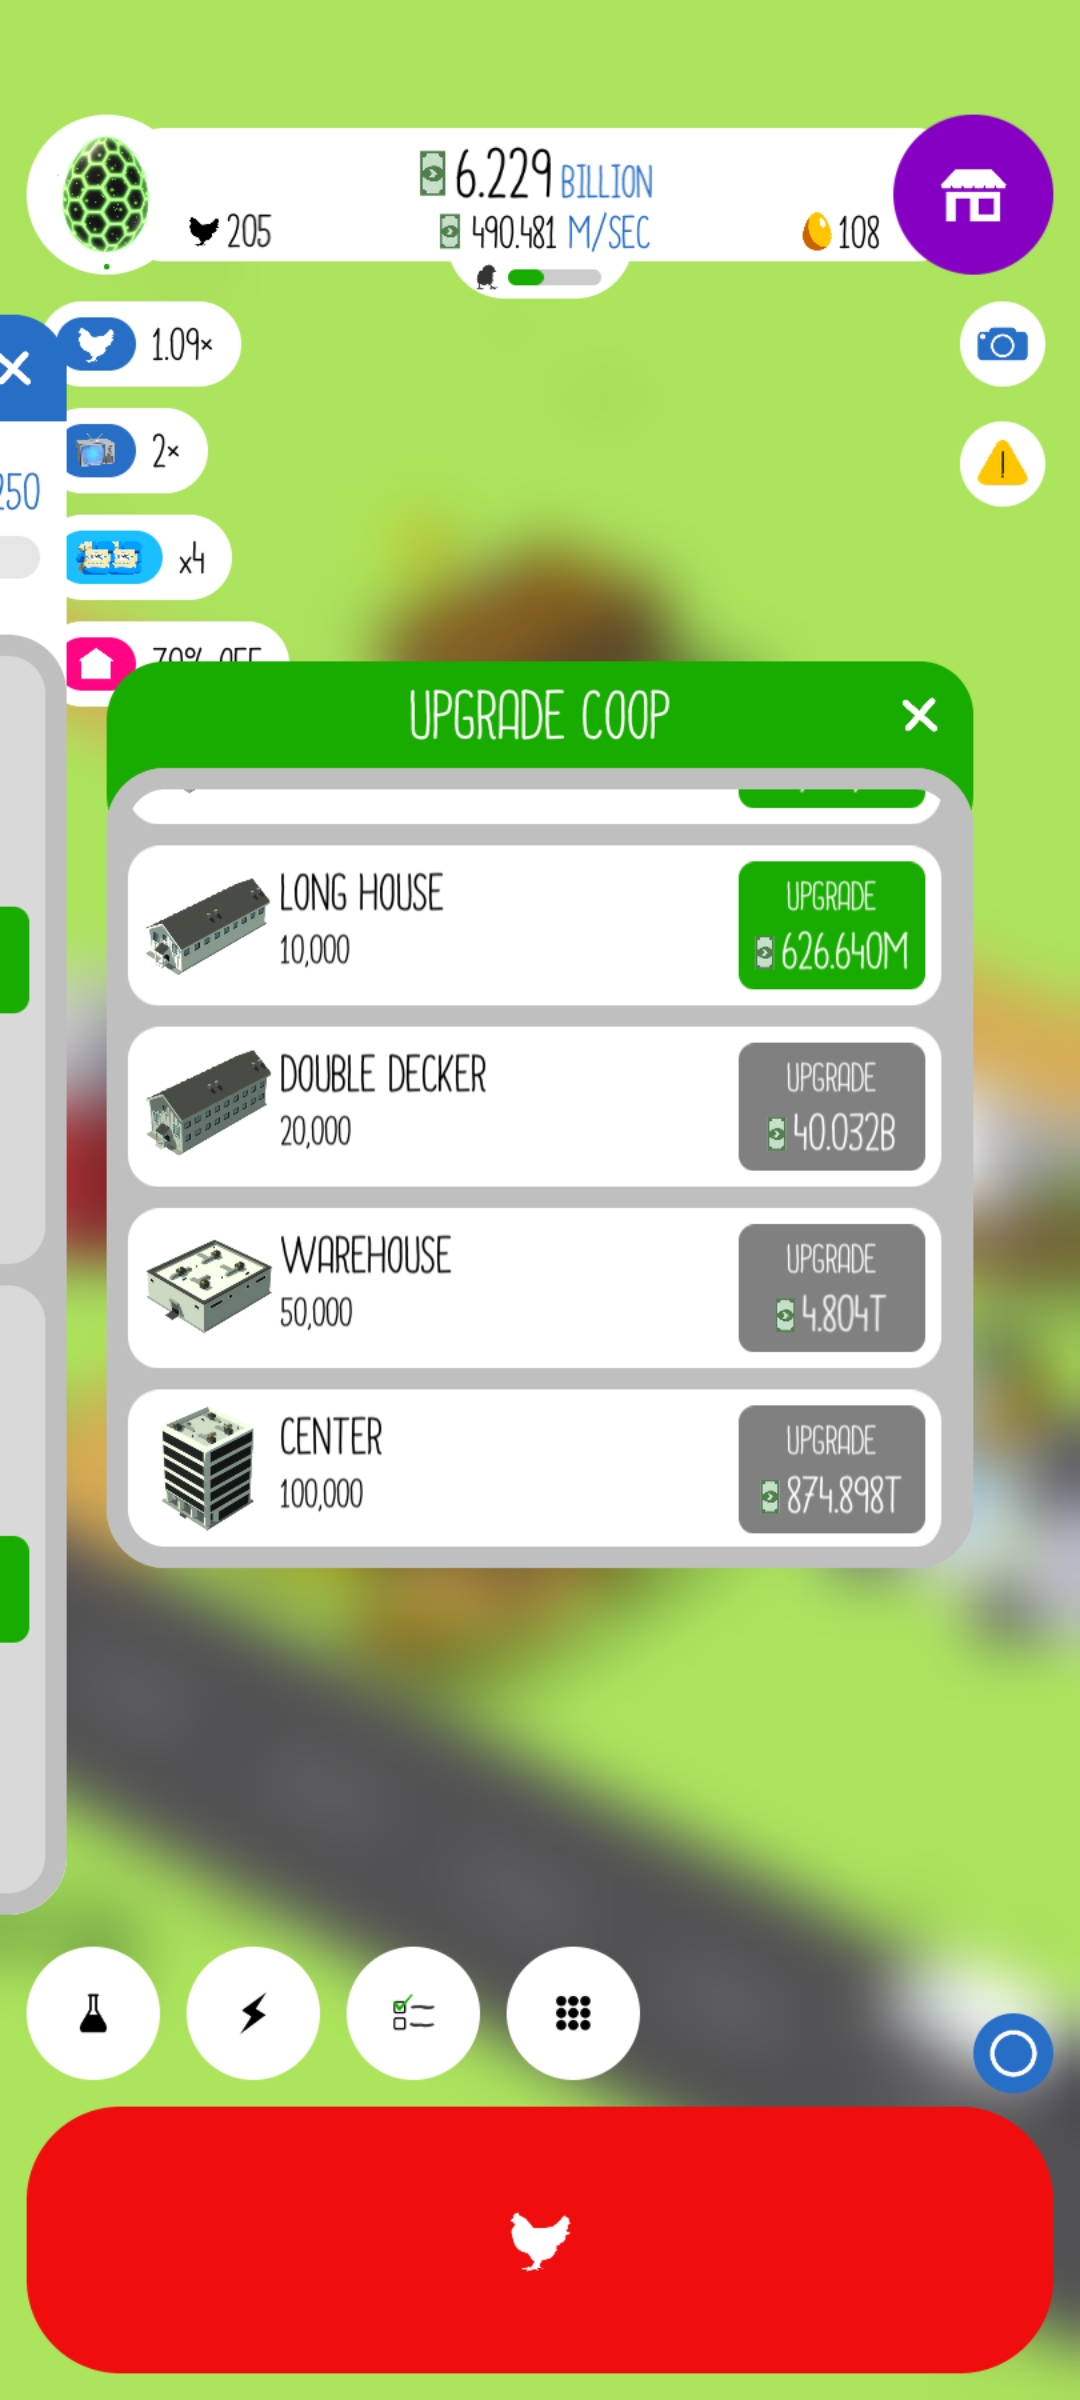 6.229 BILLION
205
490.481 M/SEC
108
1.09×
2×
250
x4
70% OFF
UPGRADE COOP
LONG HOUSE
10,000
UPGRADE
626.640M
DOUBLE DECKER
20,000
UPGRADE
40.032B
WAREHOUSE
50,000
UPGRADE
4.804T
CENTER
100,000
UPGRADE
874.898T